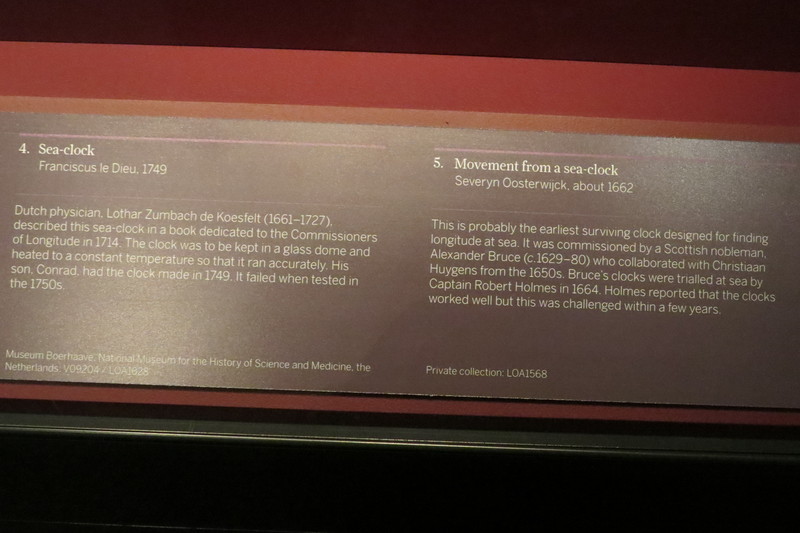 4. Sea-clock
Franciscus le Dieu, 1749
Dutch physician, Lothar Zumbach de Koesfelt (1661–1727),
described this sea-clock in a book dedicated to the Commissioners
of Longitude in 1714. The clock was to be kept in a glass dome and
heated to a constant temperature so that it ran accurately. His
son, Conrad, had the clock made in 1749. It failed when tested in
the 1750s.
Museum Boerhaave, National Museum for the History of Science and Medicine, the
Netherlands: V09204 / LOA1628
5. Movement from a sea-clock
Severyn Oosterwijck, about 1662
This is probably the earliest surviving clock designed for finding
longitude at sea. It was commissioned by a Scottish nobleman,
Alexander Bruce (c.1629–80) who collaborated with Christiaan
Huygens from the 1650s. Bruce's clocks were trialled at sea by
Captain Robert Holmes in 1664. Holmes reported that the clocks
worked well but this was challenged within a few years.
Private collection: LOA1568